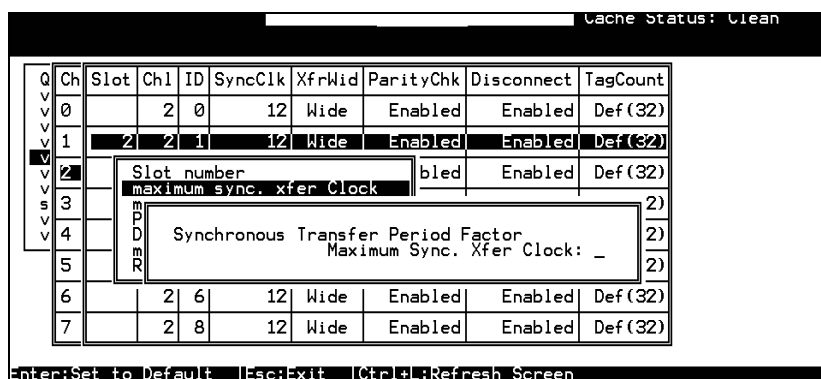 Cache Status: Clean
Q Ch Slot Chl ID SyncClk XfrWid ParityChk Disconnect TagCount
v 0 2 0 12 Wide Enabled Enabled Def(32)
v 1 2 2 1 12 Wide Enabled Enabled Def(32)
v 2 Slot number bled Enabled Def(32)
v maximum sync. xfer Clock
s 3 m 2)
P
v 4 D Synchronous Transfer Period Factor 2)
m Maximum Sync. Xfer Clock: _
5 R 2)
6 2 6 12 Wide Enabled Enabled Def(32)
7 2 8 12 Wide Enabled Enabled Def(32)
Enter:Set to Default |Esc:Exit |Ctrl+L:Refresh Screen